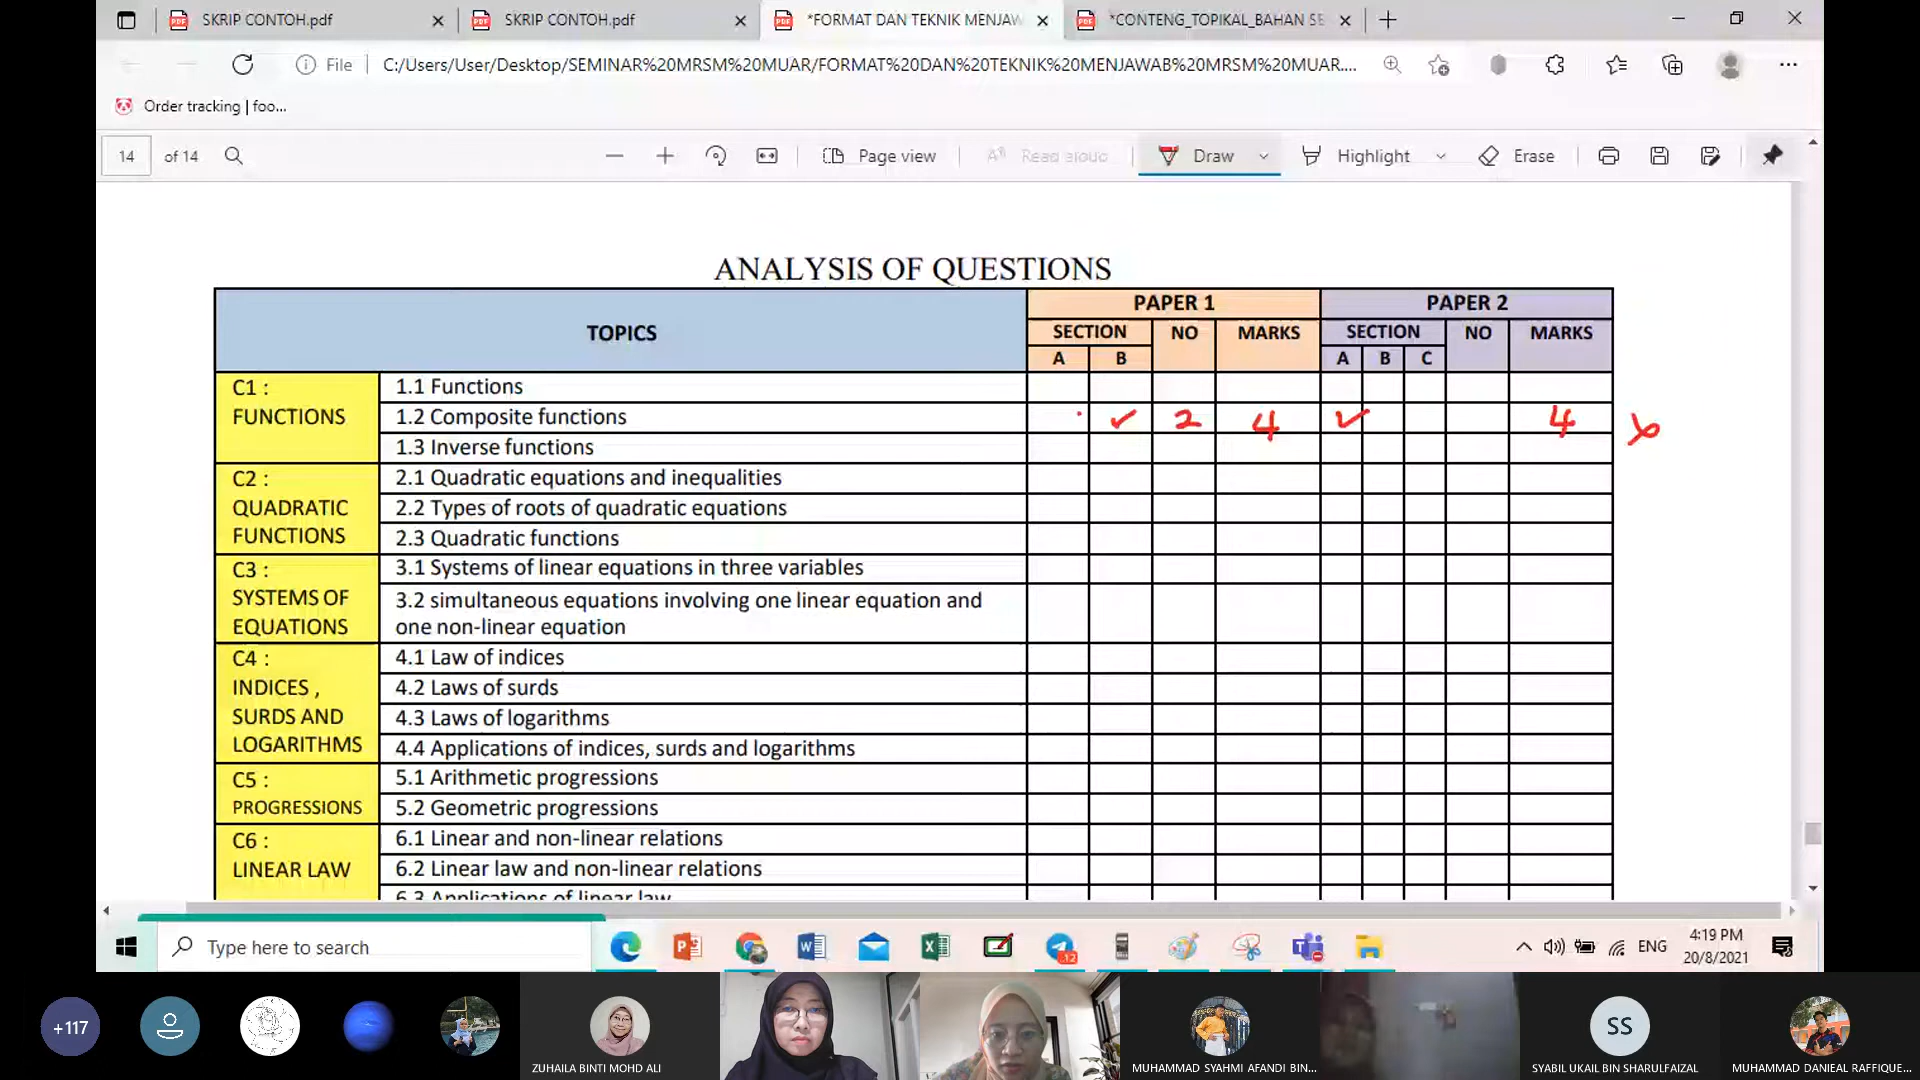 SKRIP CONTOH.pdf
SKRIP CONTOH.pdf
*FORMAT DAN TEKNIK MENJAW
*CONTENG_TOPIKAL_BAHAN SE
File
C:/Users/User/Desktop/SEMINAR%20MRSM%20MUAR/FORMAT%20DAN%20TEKNIK%20MENJAWAB%20MRSM%20MUAR....
Order tracking | foo...
14 of 14
Page view
Read aloud
Draw
Highlight
Erase
ANALYSIS OF QUESTIONS
TOPICS
PAPER 1
PAPER 2
SECTION NO MARKS SECTION NO MARKS
A B A B C
C1 :
FUNCTIONS
1.1 Functions
1.2 Composite functions ✓ 2 4 ✓ 4
1.3 Inverse functions
C2 :
QUADRATIC
FUNCTIONS
2.1 Quadratic equations and inequalities
2.2 Types of roots of quadratic equations
2.3 Quadratic functions
C3 :
SYSTEMS OF
EQUATIONS
3.1 Systems of linear equations in three variables
3.2 simultaneous equations involving one linear equation and
one non-linear equation
C4 :
INDICES ,
SURDS AND
LOGARITHMS
4.1 Law of indices
4.2 Laws of surds
4.3 Laws of logarithms
4.4 Applications of indices, surds and logarithms
C5 :
PROGRESSIONS
5.1 Arithmetic progressions
5.2 Geometric progressions
C6 :
LINEAR LAW
6.1 Linear and non-linear relations
6.2 Linear law and non-linear relations
6.3 Applications of linear law
Type here to search
12
ENG
4:19 PM
20/8/2021
+117
ZUHAILA BINTI MOHD ALI
MUHAMMAD SYAHMI AFANDI BIN...
SS
SYABIL UKAIL BIN SHARULFAIZAL
MUHAMMAD DANIEAL RAFFIQUE...